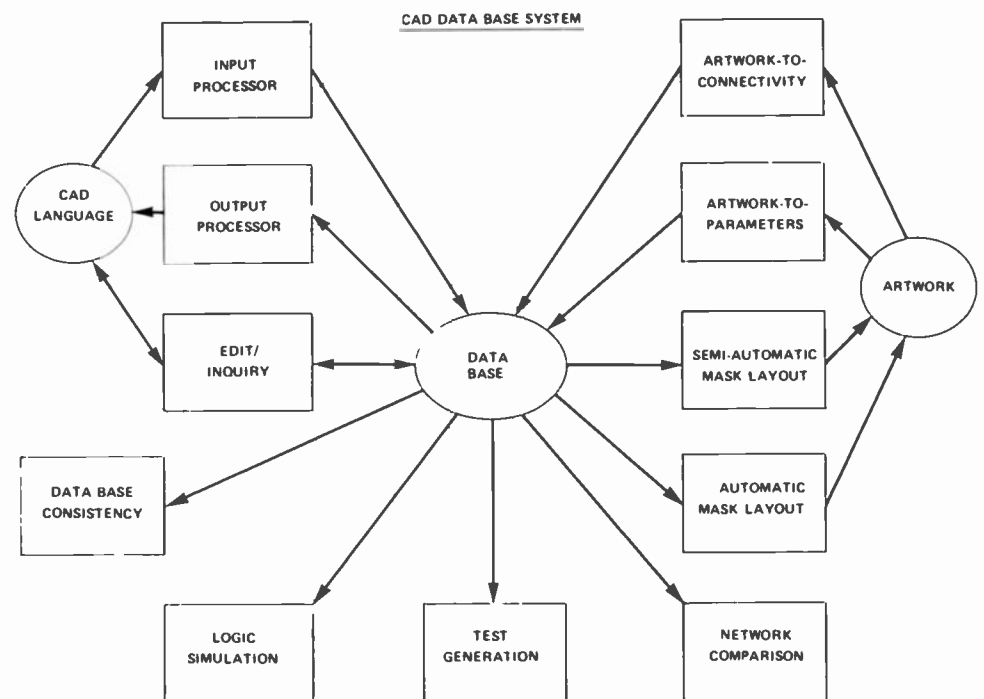 CAD DATA BASE SYSTEM
INPUT
PROCESSOR
ARTWORK-TO-
CONNECTIVITY
CAD
LANGUAGE
OUTPUT
PROCESSOR
ARTWORK-TO-
PARAMETERS
ARTWORK
EDIT/
INQUIRY
DATA
BASE
SEMI-AUTOMATIC
MASK LAYOUT
DATA BASE
CONSISTENCY
AUTOMATIC
MASK LAYOUT
LOGIC
SIMULATION
TEST
GENERATION
NETWORK
COMPARISON